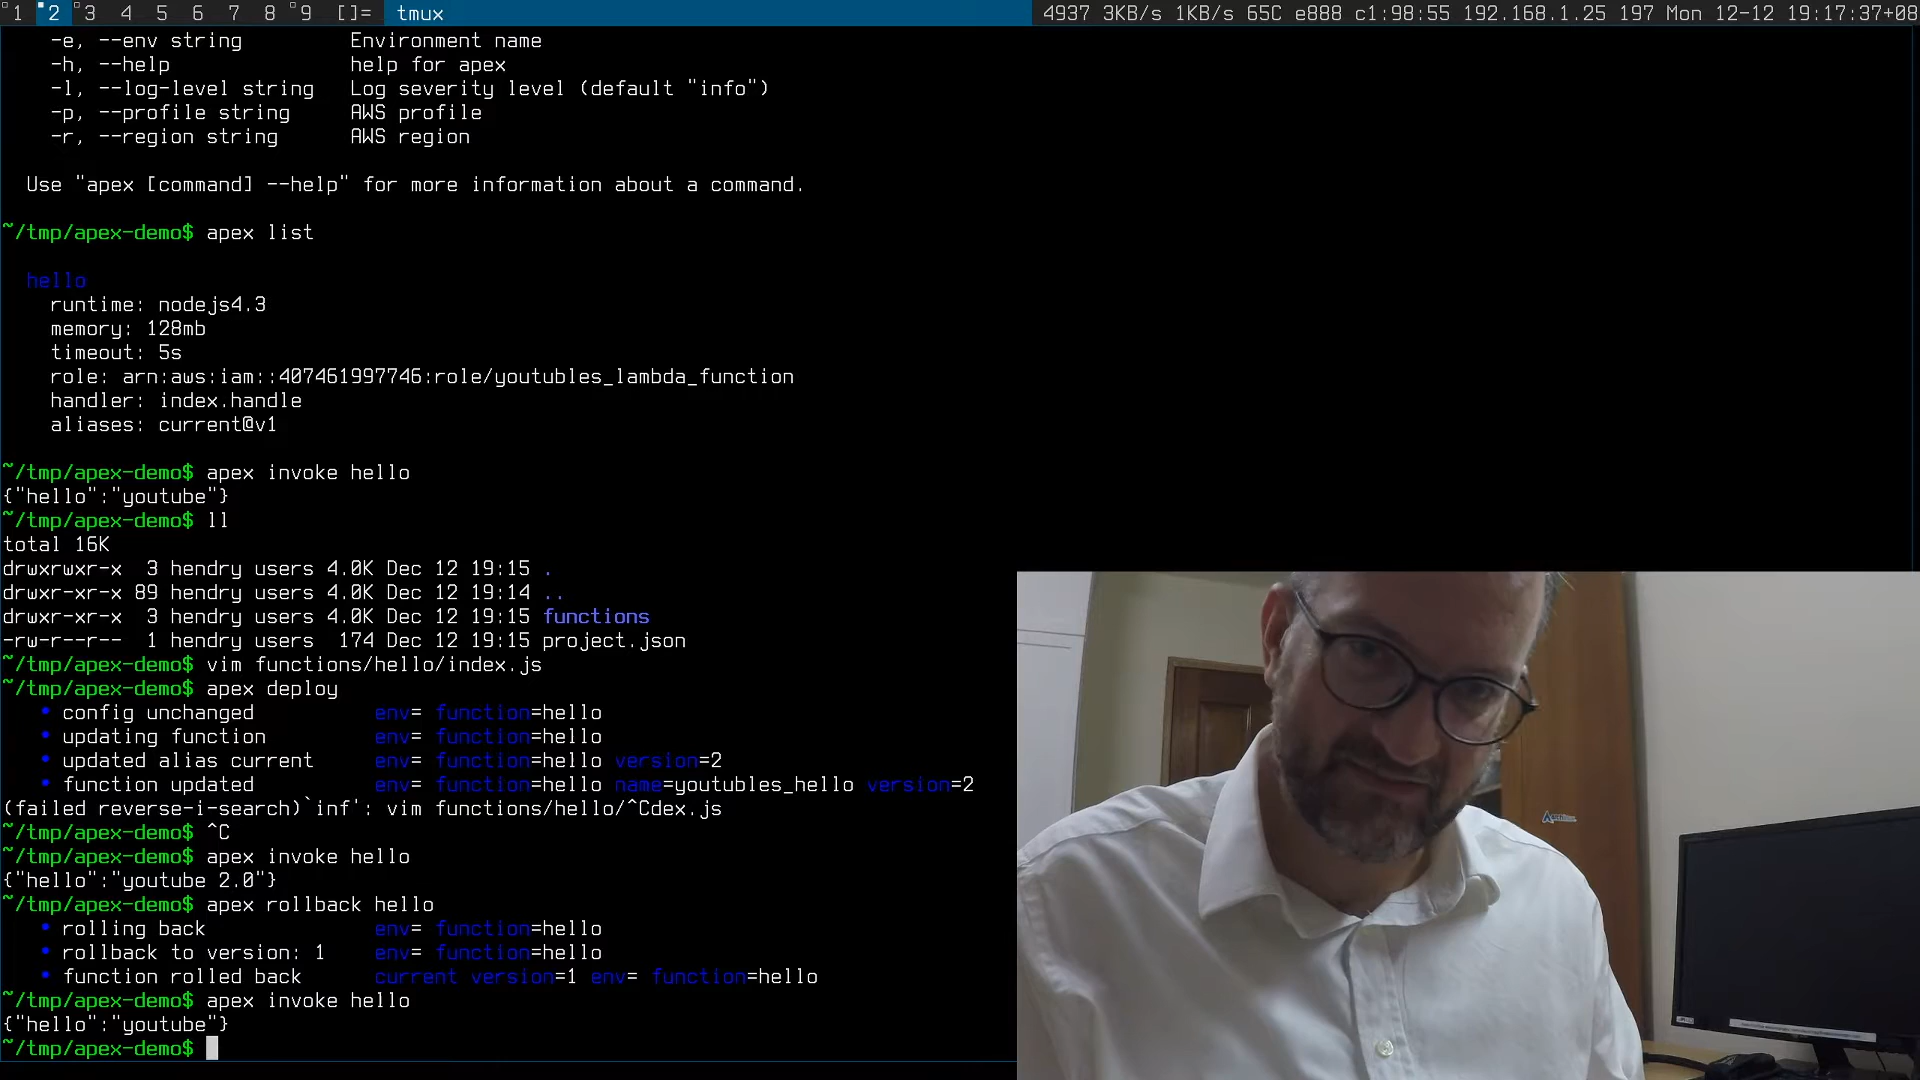 1 2 3 4 5 6 7 8 9 []= tmux 4937 3KB/s 1KB/s 65C e888 c1:98:55 192.168.1.25 197 Mon 12-12 19:17:37+08
-e, --env string Environment name
-h, --help help for apex
-l, --log-level string Log severity level (default "info")
-p, --profile string AWS profile
-r, --region string AWS region
Use "apex [command] --help" for more information about a command.
~/tmp/apex-demo$ apex list
hello
runtime: nodejs4.3
memory: 128mb
timeout: 5s
role: arn:aws:iam::407461997746:role/youtubles_lambda_function
handler: index.handle
aliases: current@v1
~/tmp/apex-demo$ apex invoke hello
{"hello":"youtube"}
~/tmp/apex-demo$ ll
total 16K
drwxrwxr-x 3 hendry users 4.0K Dec 12 19:15 .
drwxr-xr-x 89 hendry users 4.0K Dec 12 19:14 ..
drwxr-xr-x 3 hendry users 4.0K Dec 12 19:15 functions
-rw-r--r-- 1 hendry users 174 Dec 12 19:15 project.json
~/tmp/apex-demo$ vim functions/hello/index.js
~/tmp/apex-demo$ apex deploy
• config unchanged env= function=hello
• updating function env= function=hello
• updated alias current env= function=hello version=2
• function updated env= function=hello name=youtubles_hello version=2
(failed reverse-i-search)`inf': vim functions/hello/^Cdex.js
~/tmp/apex-demo$ ^C
~/tmp/apex-demo$ apex invoke hello
{"hello":"youtube 2.0"}
~/tmp/apex-demo$ apex rollback hello
• rolling back env= function=hello
• rollback to version: 1 env= function=hello
• function rolled back current version=1 env= function=hello
~/tmp/apex-demo$ apex invoke hello
{"hello":"youtube"}
~/tmp/apex-demo$